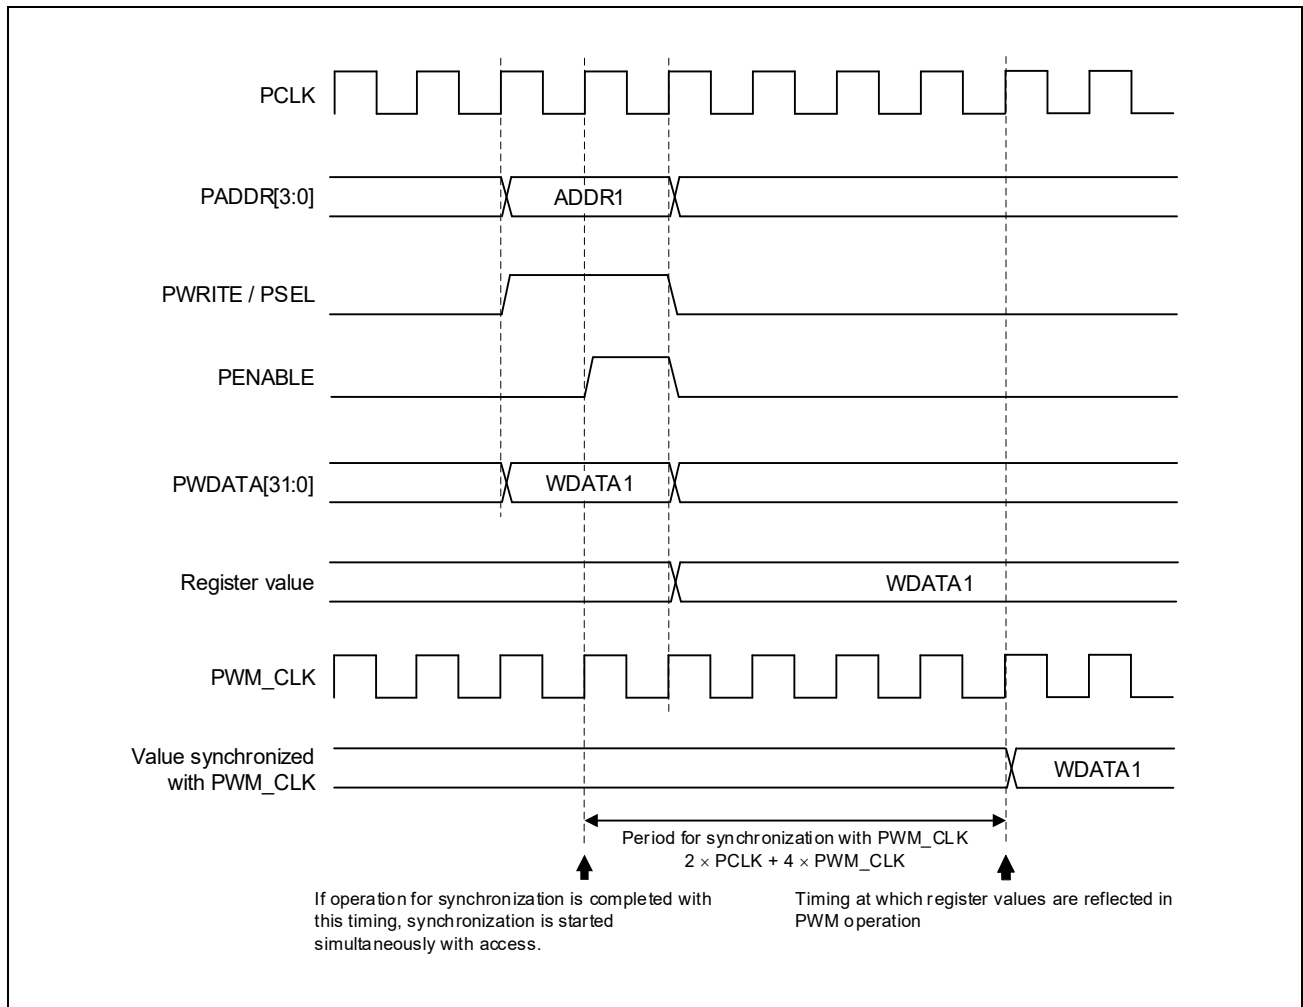 PCLK
PADDR[3:0]
ADDR1
PWRITE / PSEL
PENABLE
PWDATA[31:0]
WDATA1
Register value
WDATA1
PWM_CLK
Value synchronized
with PWM_CLK
WDATA1
Period for synchronization with PWM_CLK
2 × PCLK + 4 × PWM_CLK
If operation for synchronization is completed with
this timing, synchronization is started
simultaneously with access.
Timing at which register values are reflected in
PWM operation